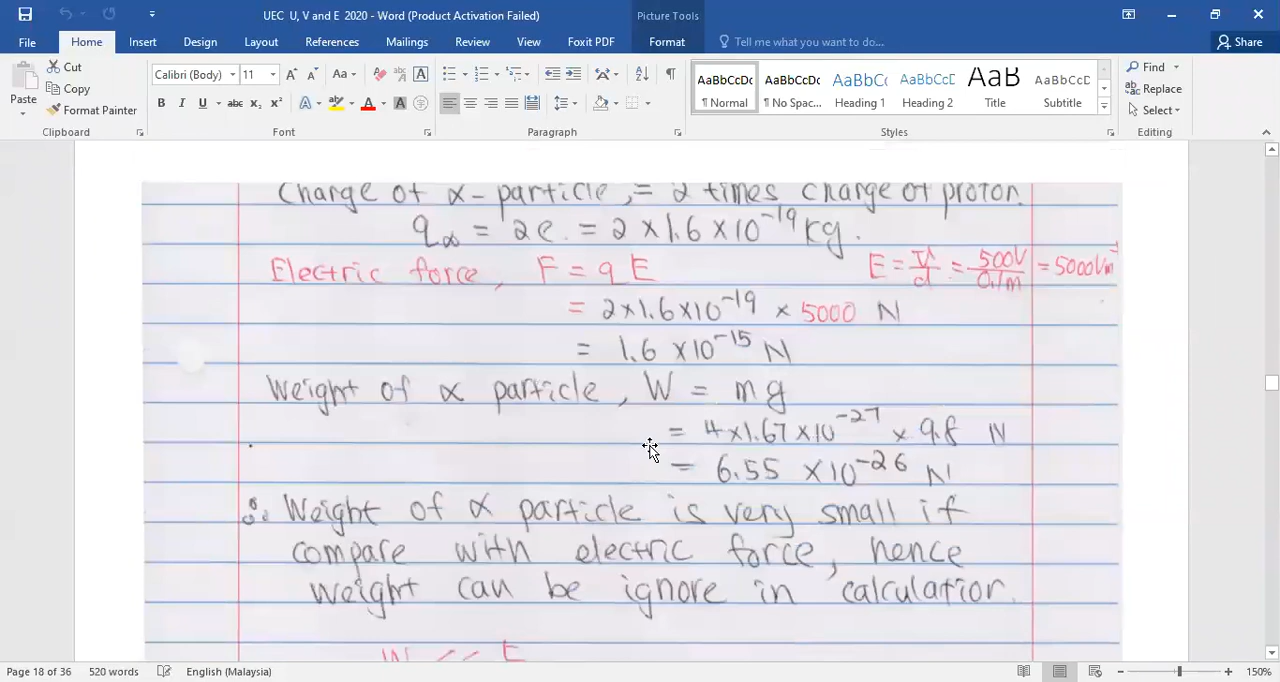 UEC U, V and E 2020 - Word (Product Activation Failed)
Picture Tools
File
Home
Insert
Design
Layout
References
Mailings
Review
View
Foxit PDF
Format
Tell me what you want to do...
Share
Paste
Cut
Copy
Format Painter
Clipboard
Calibri (Body)
11
Font
Paragraph
AaBbCcDc
¶ Normal
AaBbCcDc
¶ No Spac...
AaBbCc
Heading 1
AaBbCcD
Heading 2
AaB
Title
AaBbCcD
Subtitle
Styles
Find
Replace
Select
Editing
Charge of α-particle, = 2 times charge of proton.
qα = 2e. = 2 × 1.6 × 10⁻¹⁹ kg.
Electric force, F = q E
E = V/d = 500V/0.1m = 5000Vm⁻¹
= 2×1.6×10⁻¹⁹ × 5000 N
= 1.6 ×10⁻¹⁵ N
Weight of α particle, W = mg
= 4×1.67×10⁻²⁷ × 9.8 N
= 6.55 ×10⁻²⁶ N
∴ Weight of α particle is very small if
compare with electric force, hence
weight can be ignore in calculation.
W << F
Page 18 of 36
520 words
English (Malaysia)
150%